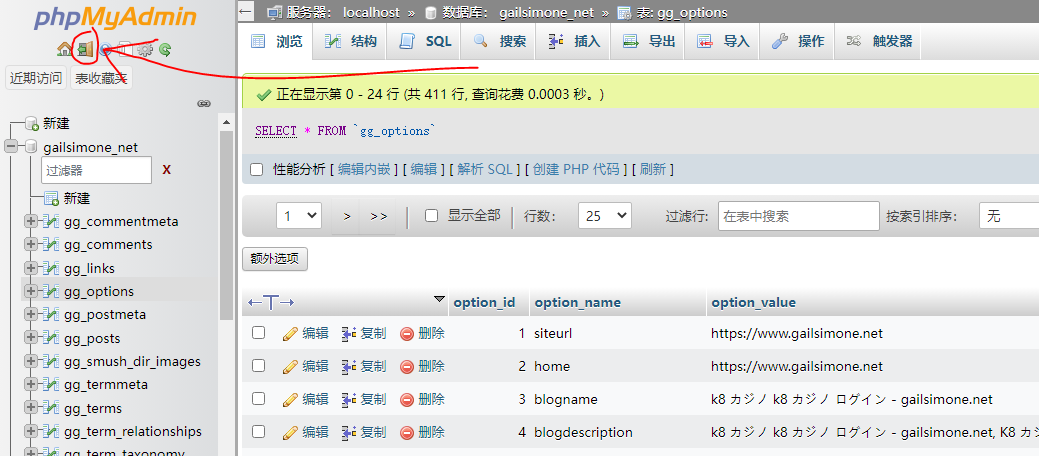 phpMyAdmin
近期访问 表收藏夹
新建
gailsimone_net
过滤器 X
新建
gg_commentmeta
gg_comments
gg_links
gg_options
gg_postmeta
gg_posts
gg_smush_dir_images
gg_termmeta
gg_terms
gg_term_relationships
gg_term_taxonomy
服务器： localhost » 数据库： gailsimone_net » 表: gg_options
浏览 结构 SQL 搜索 插入 导出 导入 操作 触发器
正在显示第 0 - 24 行 (共 411 行, 查询花费 0.0003 秒。)
SELECT * FROM `gg_options`
性能分析 [ 编辑内嵌 ] [ 编辑 ] [ 解析 SQL ] [ 创建 PHP 代码 ] [ 刷新 ]
1 > >> 显示全部 行数： 25 过滤行: 在表中搜索 按索引排序： 无
额外选项
←T→ option_id option_name option_value
编辑 复制 删除 1 siteurl https://www.gailsimone.net
编辑 复制 删除 2 home https://www.gailsimone.net
编辑 复制 删除 3 blogname k8 カジノ k8 カジノ ログイン - gailsimone.net
编辑 复制 删除 4 blogdescription k8 カジノ k8 カジノ ログイン - gailsimone.net, K8 カ